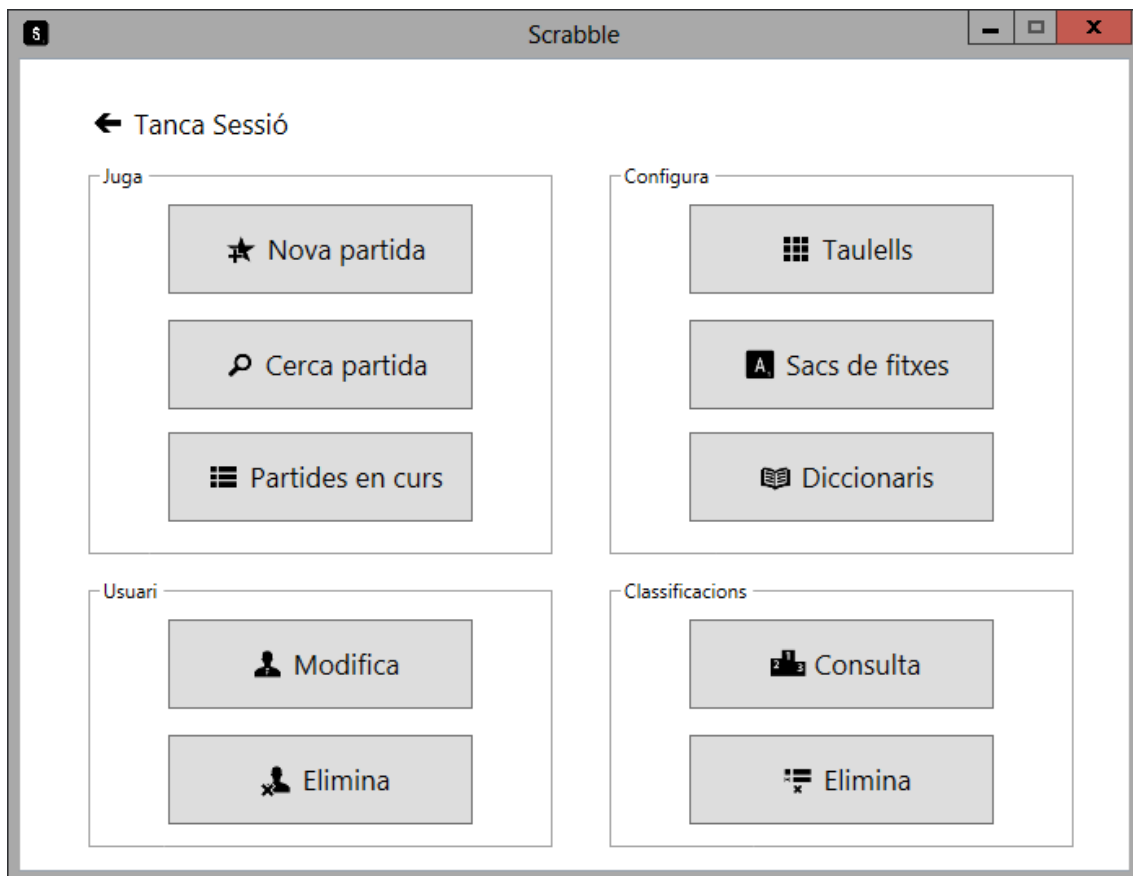 Scrabble
Tanca Sessió
Juga
Nova partida
Cerca partida
Partides en curs
Configura
Taulells
Sacs de fitxes
Diccionaris
Usuari
Modifica
Elimina
Classificacions
Consulta
Elimina